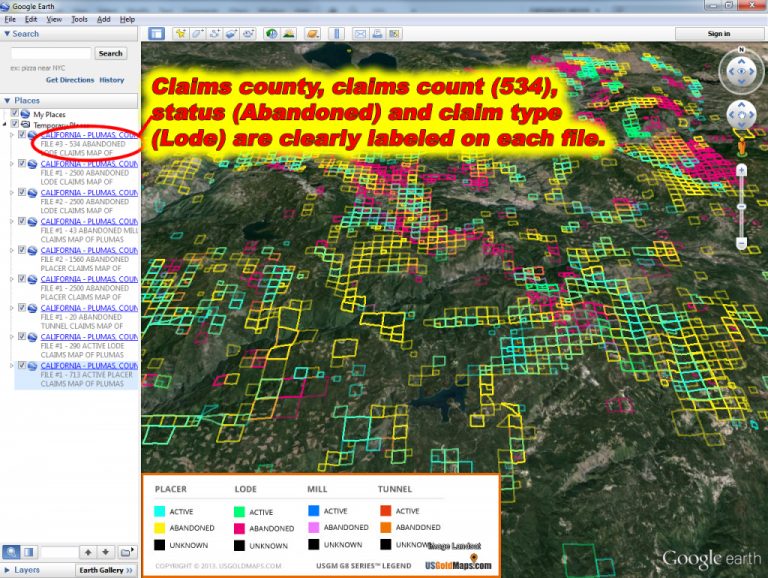 Google Earth
File Edit View Tools Add Help
Search
Search
ex: pizza near NYC
Get Directions History
Places
My Places
Temporary Places
CALIFORNIA - PLUMAS, COUN
FILE #3 - 534 ABANDONED
LODE CLAIMS MAP OF
CALIFORNIA - PLUMAS, COUN
FILE #1 - 2500 ABANDONED
LODE CLAIMS MAP OF
CALIFORNIA - PLUMAS, COUN
FILE #2 - 2500 ABANDONED
LODE CLAIMS MAP OF
CALIFORNIA - PLUMAS, COUN
FILE #1 - 43 ABANDONED MILL
CLAIMS MAP OF PLUMAS
CALIFORNIA - PLUMAS, COUN
FILE #2 - 1560 ABANDONED
PLACER CLAIMS MAP OF
CALIFORNIA - PLUMAS, COUN
FILE #1 - 2500 ABANDONED
PLACER CLAIMS MAP OF
CALIFORNIA - PLUMAS, COUN
FILE #1 - 20 ABANDONED
TUNNEL CLAIMS MAP OF
CALIFORNIA - PLUMAS, COUN
FILE #1 - 290 ACTIVE LODE
CLAIMS MAP OF PLUMAS
CALIFORNIA - PLUMAS, COUN
FILE #1 - 713 ACTIVE PLACER
CLAIMS MAP OF PLUMAS
Layers
Earth Gallery >>
Sign in
N
Claims county, claims count (534),
status (Abandoned) and claim type
(Lode) are clearly labeled on each file.
PLACER LODE MILL TUNNEL
ACTIVE ACTIVE ACTIVE ACTIVE
ABANDONED ABANDONED ABANDONED ABANDONED
UNKNOWN UNKNOWN UNKNOWN UNKNOWN
Image Landsat
COPYRIGHT © 2013, USGOLDMAPS.COM USGM G8 SERIES™ LEGEND USGoldMaps.com
Google earth